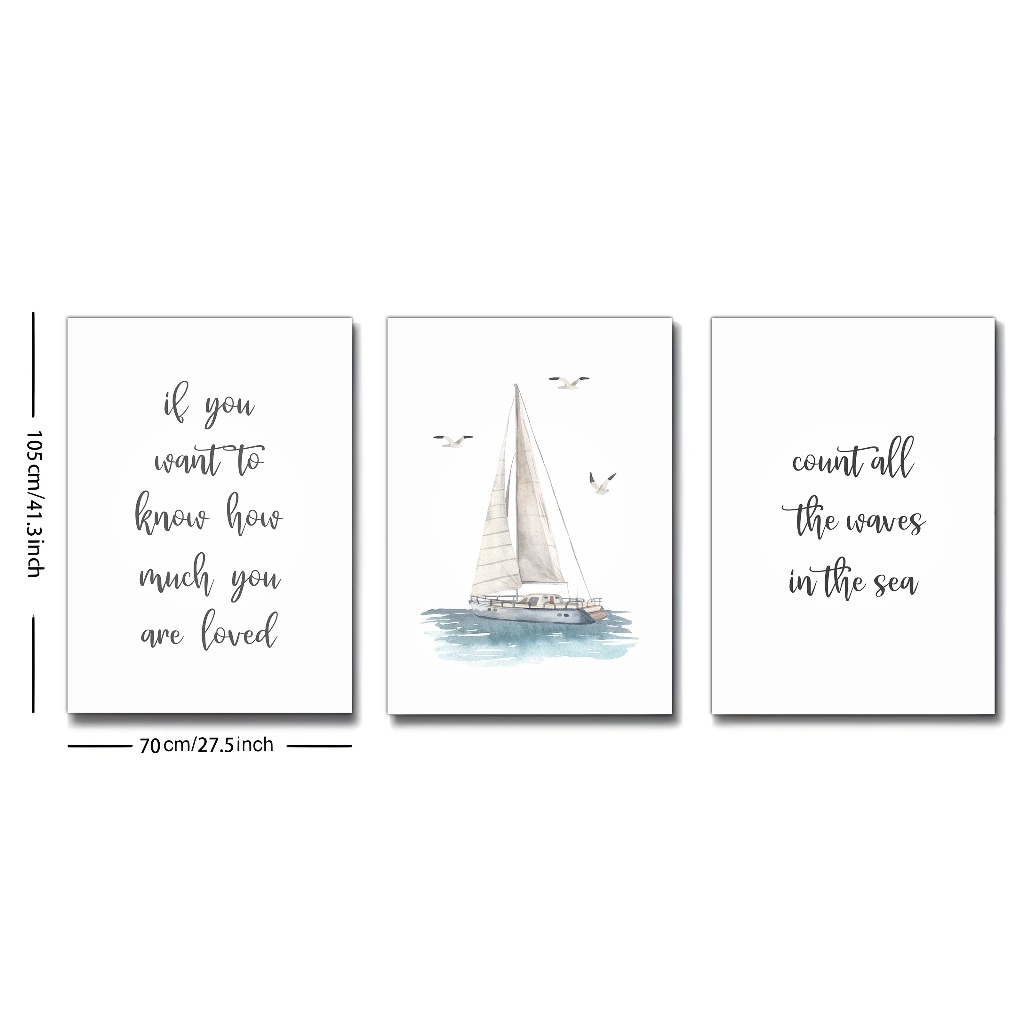 if you
want to
know how
much you
are loved
count all
the waves
in the sea
105cm/41.3inch
70cm/27.5inch